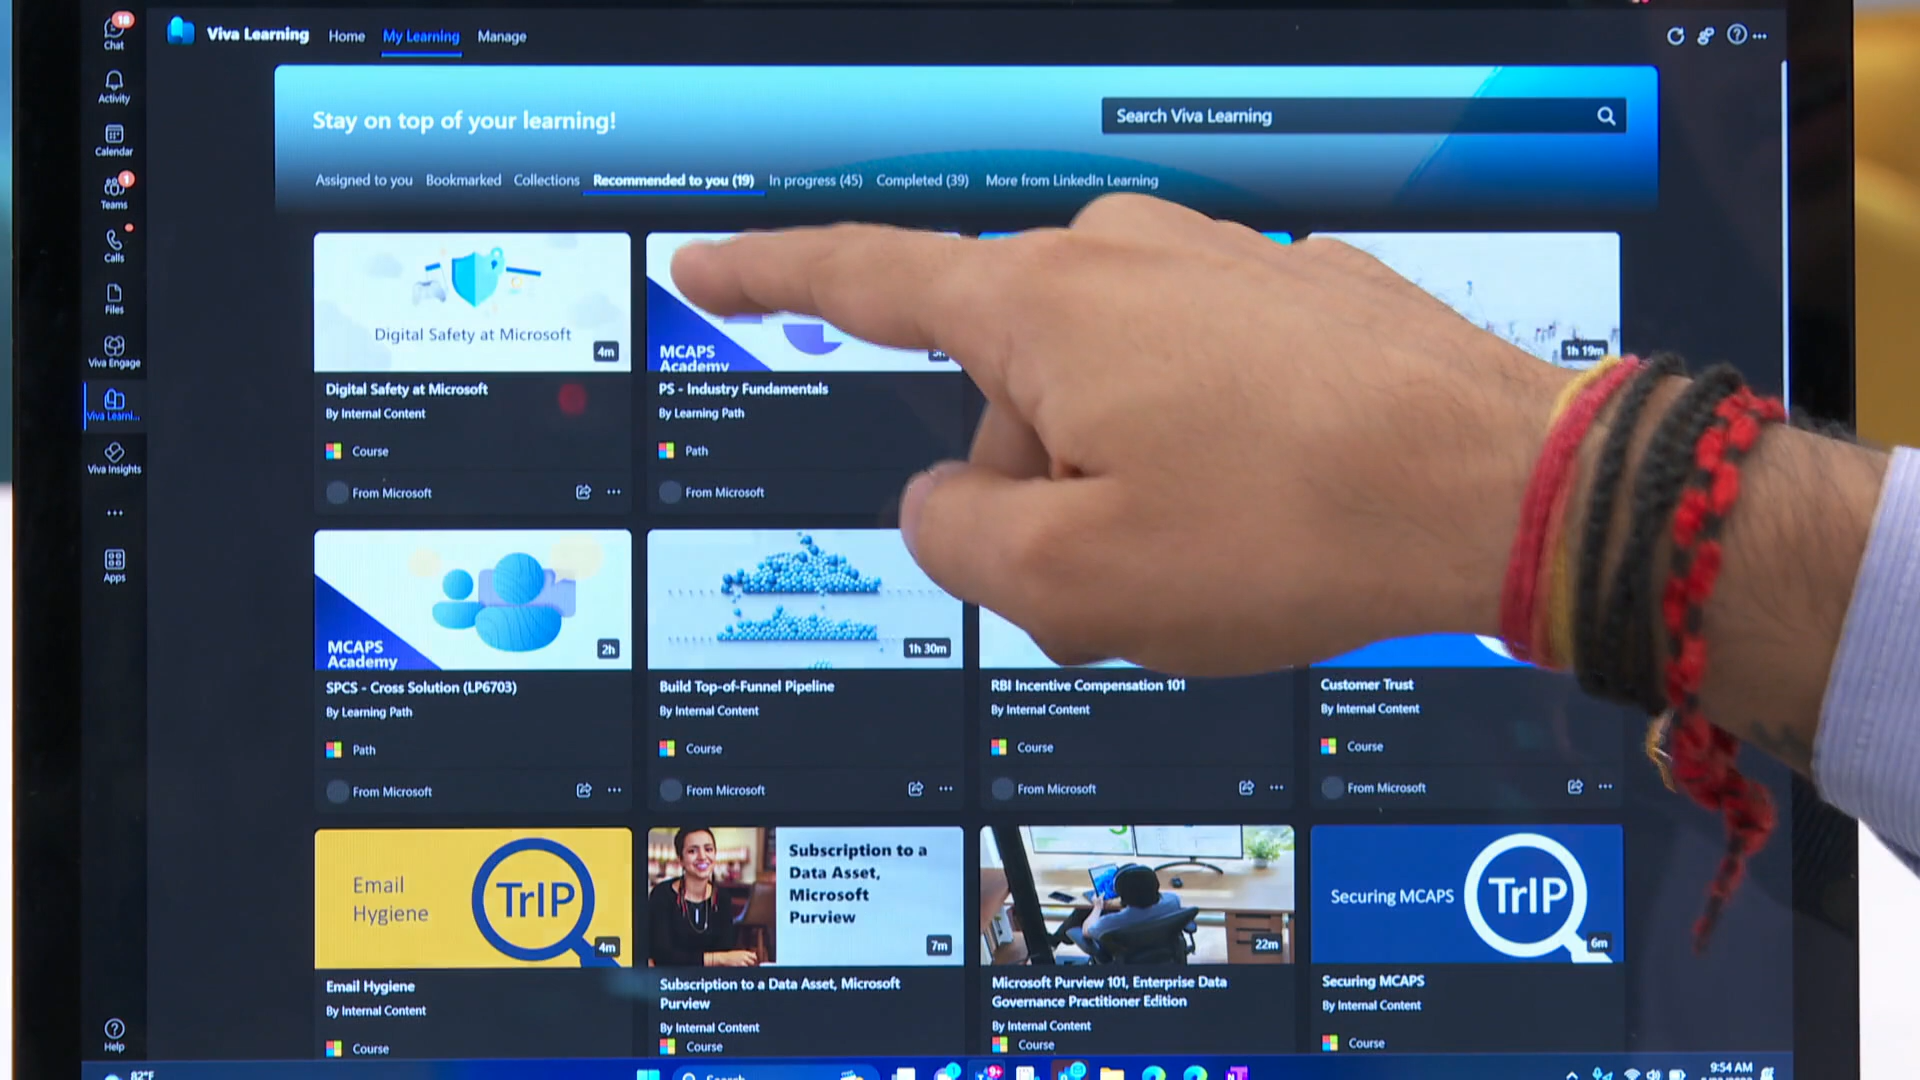 18
Chat
Activity
Calendar
1
Teams
Calls
Files
Viva Engage
Viva Learni...
Viva Insights
Apps
Help
Viva Learning
Home
My Learning
Manage
Stay on top of your learning!
Search Viva Learning
Assigned to you
Bookmarked
Collections
Recommended to you (19)
In progress (45)
Completed (39)
More from LinkedIn Learning
Digital Safety at Microsoft
4m
Digital Safety at Microsoft
By Internal Content
Course
From Microsoft
MCAPS
Academy
PS - Industry Fundamentals
By Learning Path
Path
From Microsoft
1h 19m
MCAPS
Academy
2h
SPCS - Cross Solution (LP6703)
By Learning Path
Path
From Microsoft
1h 30m
Build Top-of-Funnel Pipeline
By Internal Content
Course
From Microsoft
RBI Incentive Compensation 101
By Internal Content
Course
From Microsoft
Customer Trust
By Internal Content
Course
From Microsoft
Email
Hygiene
TrIP
4m
Email Hygiene
By Internal Content
Course
Subscription to a
Data Asset,
Microsoft
Purview
7m
Subscription to a Data Asset, Microsoft
Purview
By Internal Content
Course
22m
Microsoft Purview 101, Enterprise Data
Governance Practitioner Edition
By Internal Content
Course
Securing MCAPS
TrIP
6m
Securing MCAPS
By Internal Content
Course
82°F
Search
9:54 AM